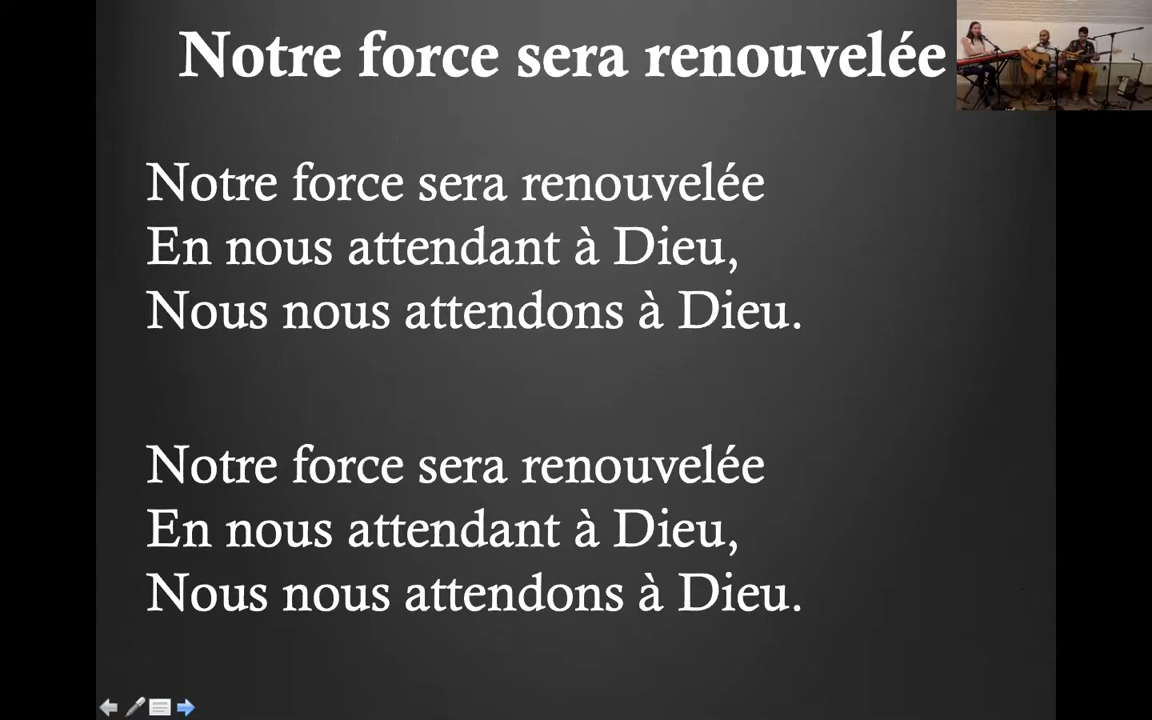 Notre force sera renouvelée
Notre force sera renouvelée
En nous attendant à Dieu,
Nous nous attendons à Dieu.
Notre force sera renouvelée
En nous attendant à Dieu,
Nous nous attendons à Dieu.